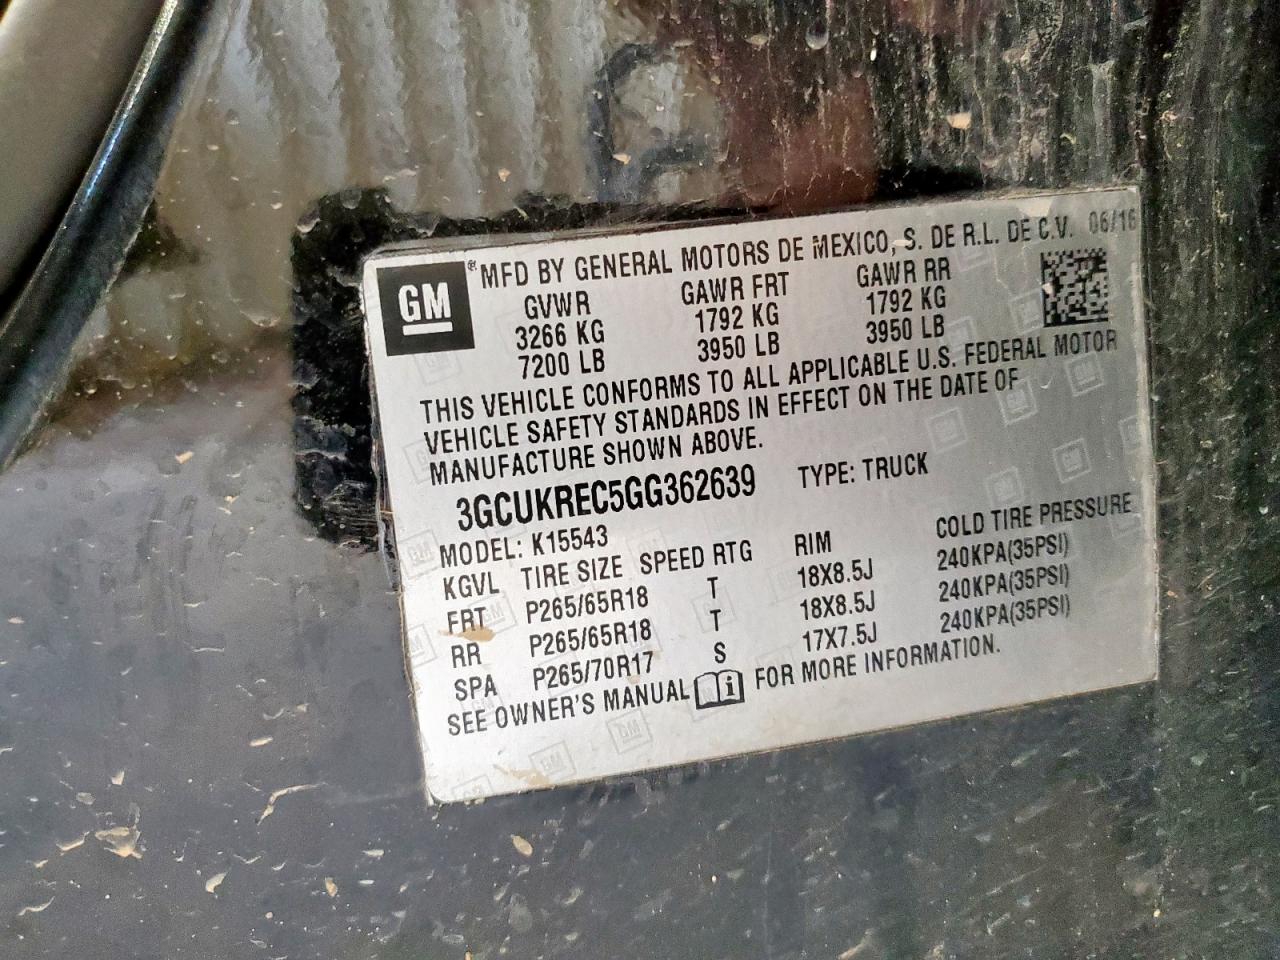 GM ® MFD BY GENERAL MOTORS DE MEXICO, S. DE R.L. DE C.V. 06/16
GVWR GAWR FRT GAWR RR
3266 KG 1792 KG 1792 KG
7200 LB 3950 LB 3950 LB
THIS VEHICLE CONFORMS TO ALL APPLICABLE U.S. FEDERAL MOTOR
VEHICLE SAFETY STANDARDS IN EFFECT ON THE DATE OF
MANUFACTURE SHOWN ABOVE.
3GCUKREC5GG362639 TYPE: TRUCK
MODEL: K15543
KGVL TIRE SIZE SPEED RTG RIM COLD TIRE PRESSURE
FRT P265/65R18 T 18X8.5J 240KPA(35PSI)
RR P265/65R18 T 18X8.5J 240KPA(35PSI)
SPA P265/70R17 S 17X7.5J 240KPA(35PSI)
SEE OWNER'S MANUAL i FOR MORE INFORMATION.